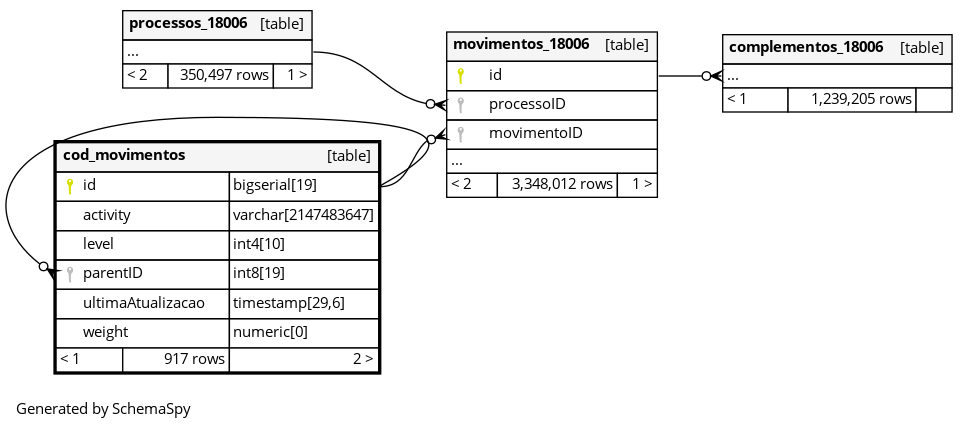 processos_18006 [table]
...
< 2 350,497 rows 1 >
movimentos_18006 [table]
id
processoID
movimentoID
...
< 2 3,348,012 rows 1 >
complementos_18006 [table]
...
< 1 1,239,205 rows
cod_movimentos [table]
id bigserial[19]
activity varchar[2147483647]
level int4[10]
parentID int8[19]
ultimaAtualizacao timestamp[29,6]
weight numeric[0]
< 1 917 rows 2 >
Generated by SchemaSpy